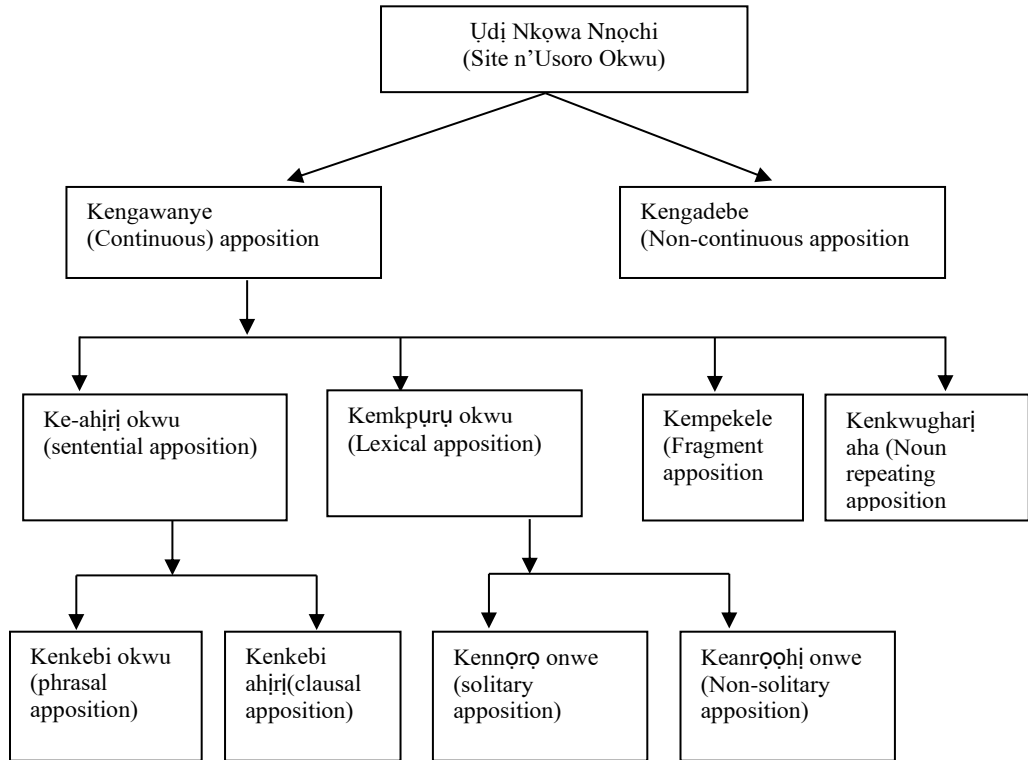 Ụdị Nkọwa Nnọchi
(Site n’Usoro Okwu)
Kengawanye
(Continuous) apposition
Kengadebe
(Non-continuous apposition
Ke-ahịrị okwu
(sentential apposition)
Kemkpụrụ okwu
(Lexical apposition)
Kempekele
(Fragment
apposition
Kenkwugharị
aha (Noun
repeating
apposition
Kenkebi okwu
(phrasal
apposition)
Kenkebi
ahịrị(clausal
apposition)
Kennọrọ onwe
(solitary
apposition)
Keanrọọhị onwe
(Non-solitary
apposition)